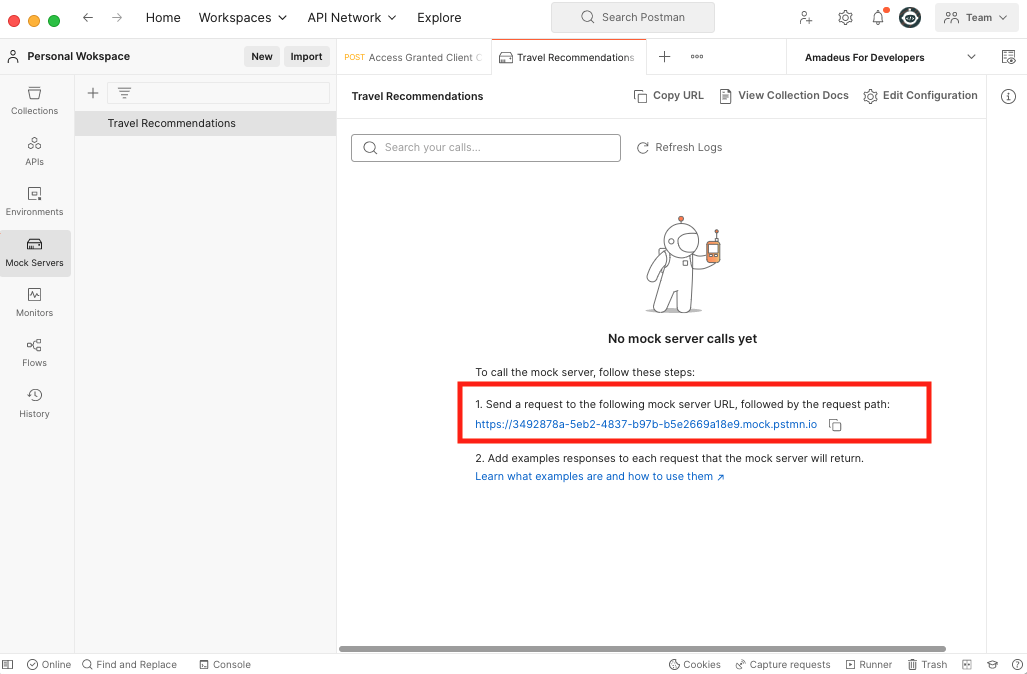 Home Workspaces API Network Explore Search Postman Team
Personal Wokspace New Import POST Access Granted Client C Travel Recommendations Amadeus For Developers
Collections
APIs
Environments
Mock Servers
Monitors
Flows
History
Travel Recommendations
Travel Recommendations Copy URL View Collection Docs Edit Configuration
Search your calls... Refresh Logs
No mock server calls yet
To call the mock server, follow these steps:
1. Send a request to the following mock server URL, followed by the request path:
https://3492878a-5eb2-4837-b97b-b5e2669a18e9.mock.pstmn.io
2. Add examples responses to each request that the mock server will return.
Learn what examples are and how to use them ↗
Online Find and Replace Console Cookies Capture requests Runner Trash